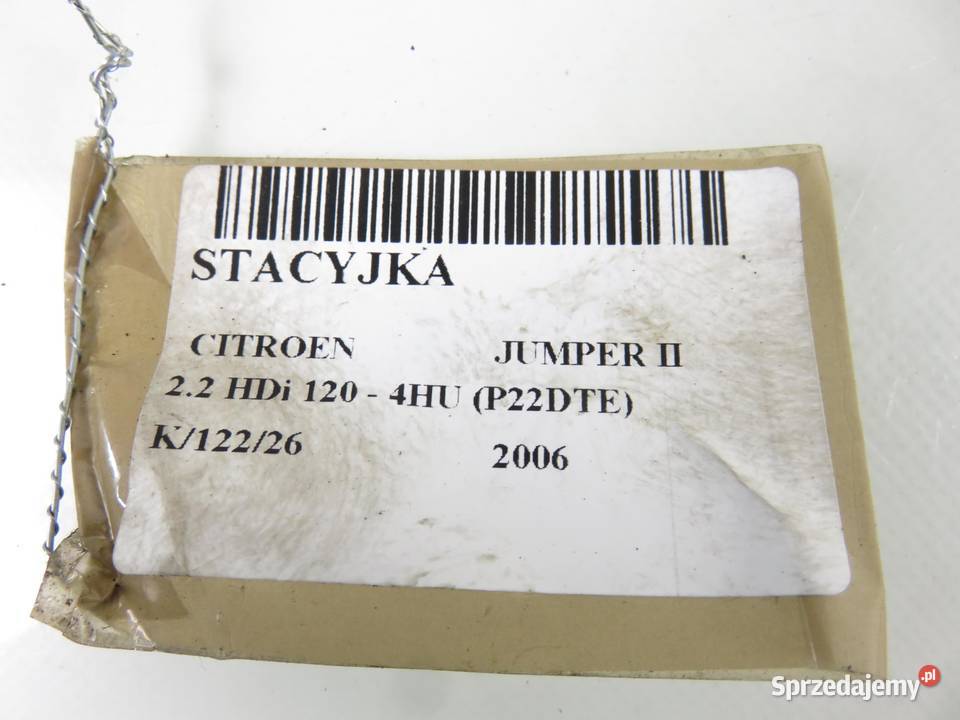 STACYJKA
CITROEN JUMPER II
2.2 HDi 120 - 4HU (P22DTE)
K/122/26 2006
Sprzedajemy.pl